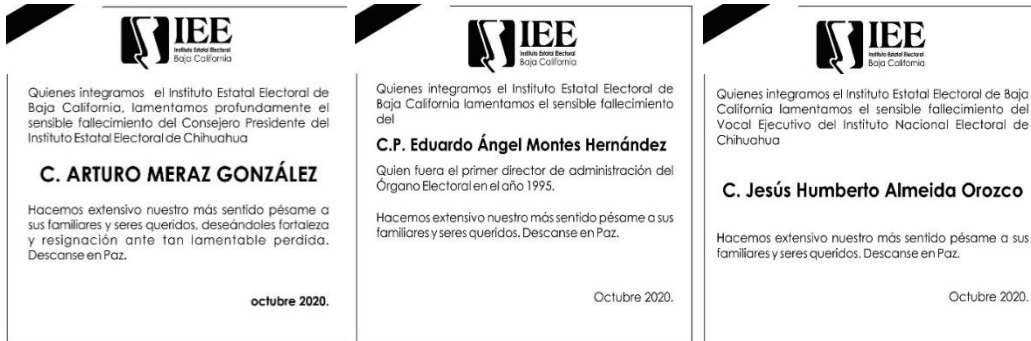 IEE
Instituto Estatal Electoral
Baja California
Quienes integramos el Instituto Estatal Electoral de
Baja California, lamentamos profundamente el
sensible fallecimiento del Consejero Presidente del
Instituto Estatal Electoral de Chihuahua
C. ARTURO MERAZ GONZÁLEZ
Hacemos extensivo nuestro más sentido pésame a
sus familiares y seres queridos, deseándoles fortaleza
y resignación ante tan lamentable perdida.
Descanse en Paz.
octubre 2020.
IEE
Instituto Estatal Electoral
Baja California
Quienes integramos el Instituto Estatal Electoral de
Baja California lamentamos el sensible fallecimiento
del
C.P. Eduardo Ángel Montes Hernández
Quien fuera el primer director de administración del
Órgano Electoral en el año 1995.
Hacemos extensivo nuestro más sentido pésame a sus
familiares y seres queridos. Descanse en Paz.
Octubre 2020.
IEE
Instituto Estatal Electoral
Baja California
Quienes integramos el Instituto Estatal Electoral de Baja
California lamentamos el sensible fallecimiento del
Vocal Ejecutivo del Instituto Nacional Electoral de
Chihuahua
C. Jesús Humberto Almeida Orozco
Hacemos extensivo nuestro más sentido pésame a sus
familiares y seres queridos. Descanse en Paz.
Octubre 2020.